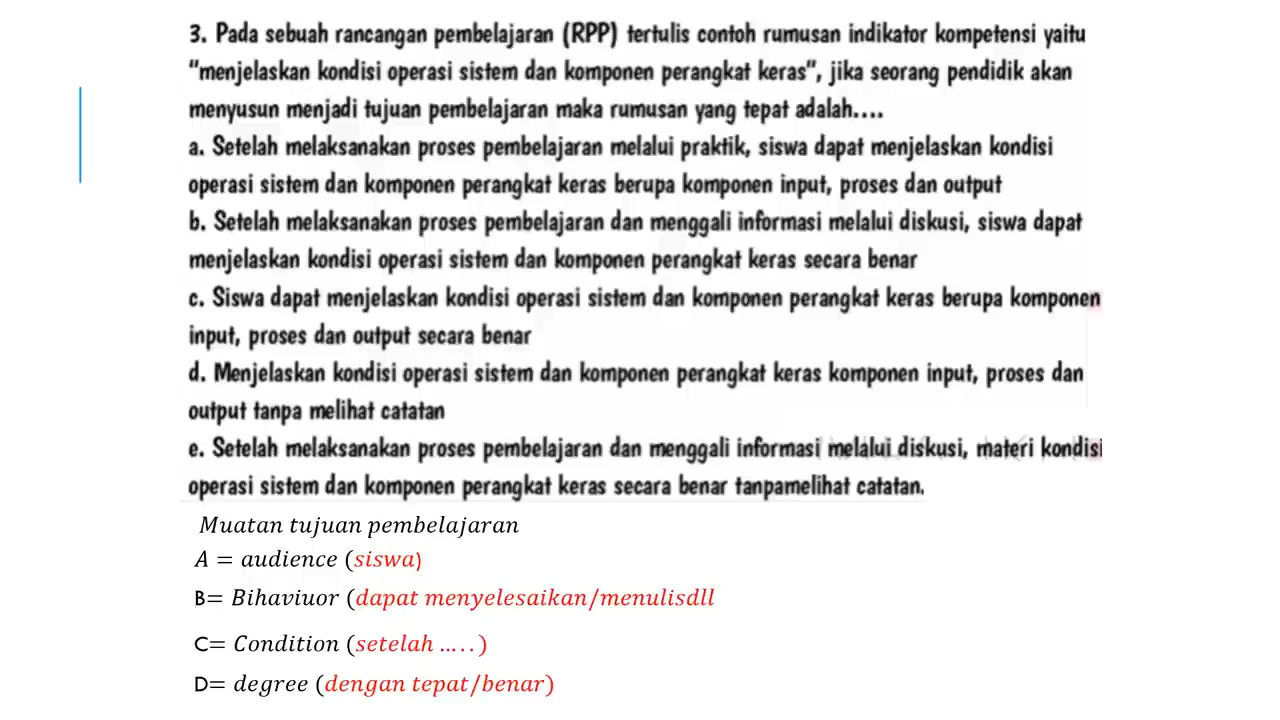 3. Pada sebuah rancangan pembelajaran (RPP) tertulis contoh rumusan indikator kompetensi yaitu
"menjelaskan kondisi operasi sistem dan komponen perangkat keras", jika seorang pendidik akan
menyusun menjadi tujuan pembelajaran maka rumusan yang tepat adalah....
a. Setelah melaksanakan proses pembelajaran melalui praktik, siswa dapat menjelaskan kondisi
operasi sistem dan komponen perangkat keras berupa komponen input, proses dan output
b. Setelah melaksanakan proses pembelajaran dan menggali informasi melalui diskusi, siswa dapat
menjelaskan kondisi operasi sistem dan komponen perangkat keras secara benar
c. Siswa dapat menjelaskan kondisi operasi sistem dan komponen perangkat keras berupa komponen
input, proses dan output secara benar
d. Menjelaskan kondisi operasi sistem dan komponen perangkat keras komponen input, proses dan
output tanpa melihat catatan
e. Setelah melaksanakan proses pembelajaran dan menggali informasi melalui diskusi, materi kondisi
operasi sistem dan komponen perangkat keras secara benar tanpamelihat catatan.
Muatan tujuan pembelajaran
A = audience (siswa)
B= Bihaviuor (dapat menyelesaikan/menulisdll
C= Condition (setelah .....)
D= degree (dengan tepat/benar)